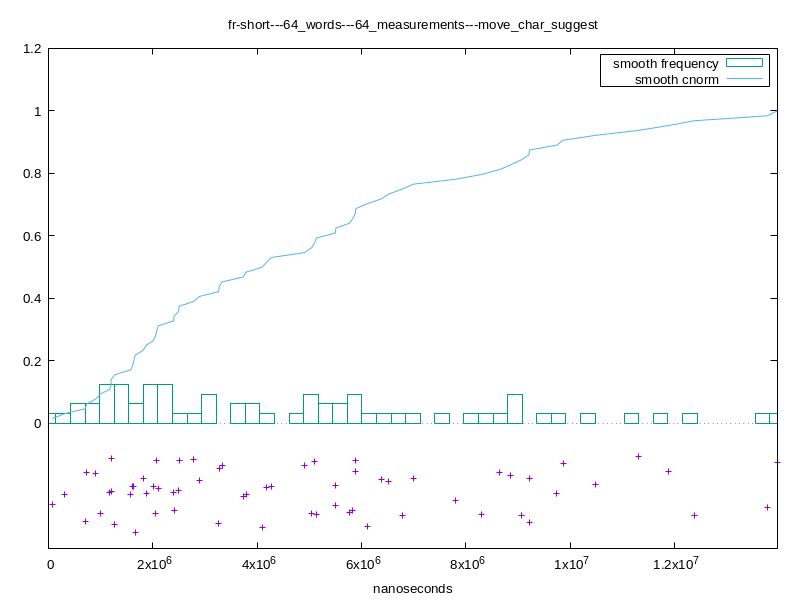 fr-short---64_words---64_measurements---move_char_suggest
smooth frequency
smooth cnorm
1.2
1
0.8
0.6
0.4
0.2
0
0 2x10^6 4x10^6 6x10^6 8x10^6 1x10^7 1.2x10^7
nanoseconds